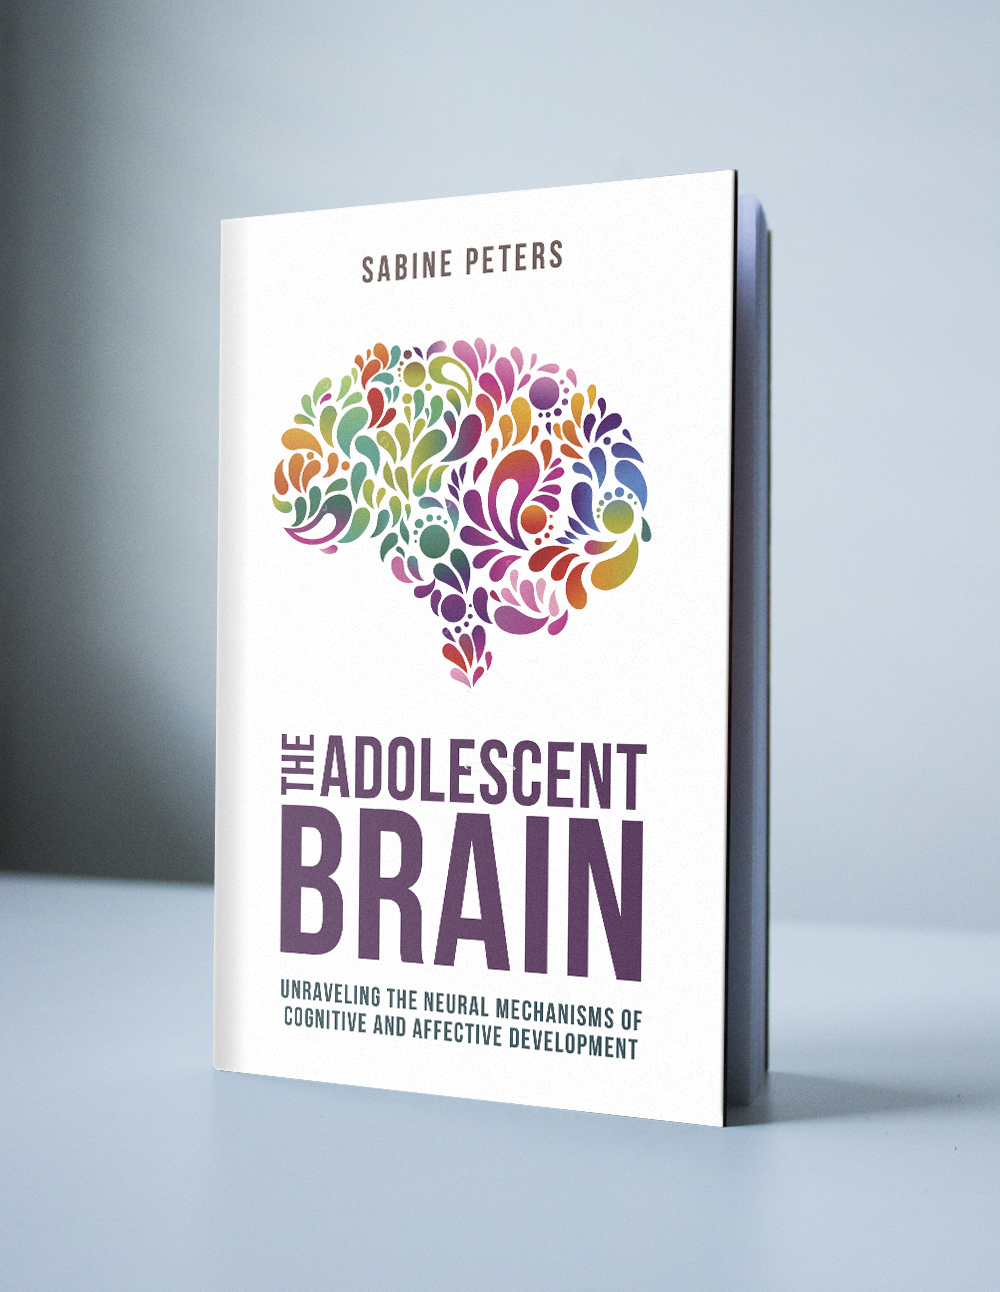 SABINE PETERS
THE ADOLESCENT
BRAIN
UNRAVELING THE NEURAL MECHANISMS OF
COGNITIVE AND AFFECTIVE DEVELOPMENT